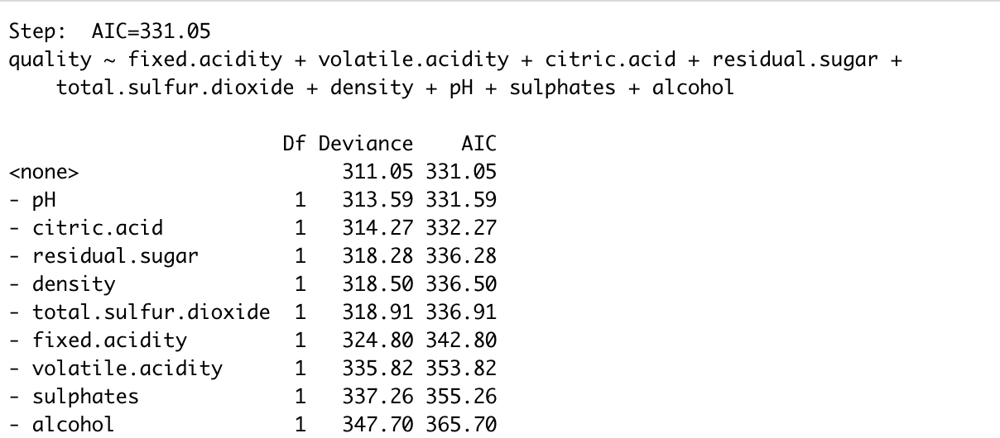 Step:  AIC=331.05
quality ~ fixed.acidity + volatile.acidity + citric.acid + residual.sugar +
    total.sulfur.dioxide + density + pH + sulphates + alcohol

                       Df Deviance    AIC
<none>                      311.05 331.05
- pH                    1   313.59 331.59
- citric.acid           1   314.27 332.27
- residual.sugar        1   318.28 336.28
- density               1   318.50 336.50
- total.sulfur.dioxide  1   318.91 336.91
- fixed.acidity         1   324.80 342.80
- volatile.acidity      1   335.82 353.82
- sulphates             1   337.26 355.26
- alcohol               1   347.70 365.70